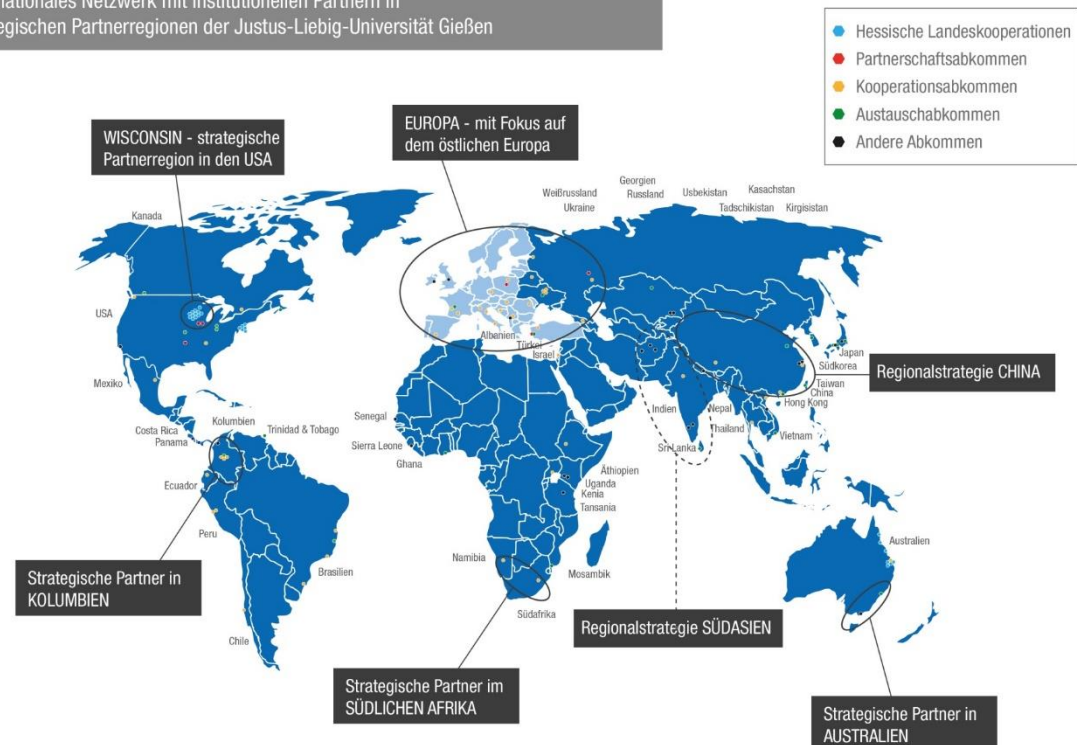 nationales Netzwerk mit institutionellen Partnern in
egischen Partnerregionen der Justus-Liebig-Universität Gießen
Hessische Landeskooperationen
Partnerschaftsabkommen
Kooperationsabkommen
Austauschabkommen
Andere Abkommen
WISCONSIN - strategische
Partnerregion in den USA
EUROPA - mit Fokus auf
dem östlichen Europa
Weißrussland
Ukraine
Georgien
Russland
Usbekistan
Tadschikistan
Kasachstan
Kirgisistan
Kanada
USA
Mexiko
Albanien
Türkei
Israel
Japan
Südkorea
Taiwan
China
Hong Kong
Regionalstrategie CHINA
Costa Rica
Panama
Kolumbien
Trinidad & Tobago
Senegal
Sierra Leone
Ghana
Indien
Nepal
Thailand
Sri Lanka
Vietnam
Ecuador
Äthiopien
Uganda
Kenia
Tansania
Peru
Brasilien
Chile
Namibia
Mosambik
Südafrika
Australien
Strategische Partner in
KOLUMBIEN
Regionalstrategie SÜDASIEN
Strategische Partner im
SÜDLICHEN AFRIKA
Strategische Partner in
AUSTRALIEN